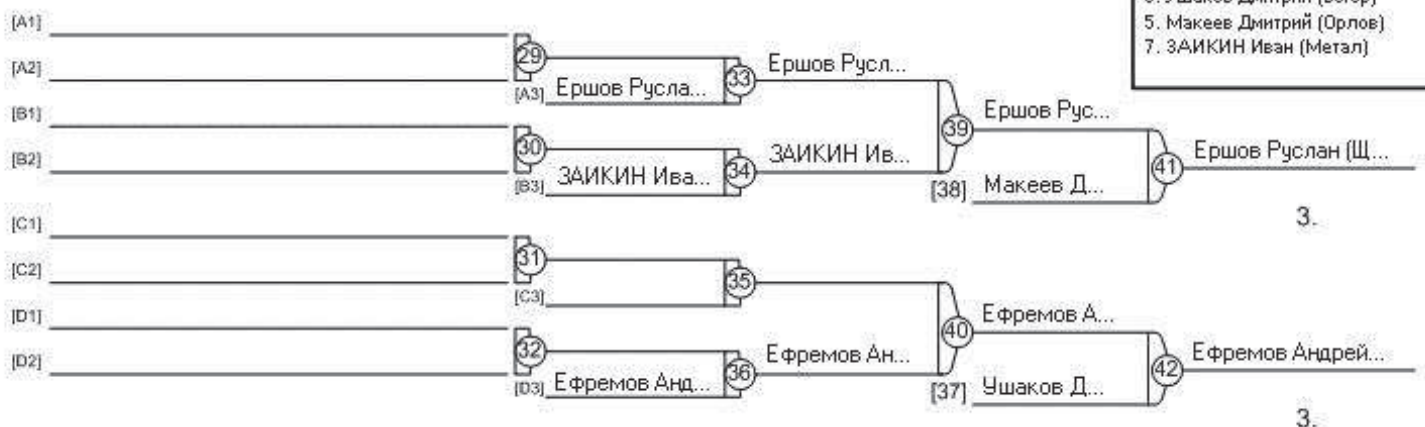 5. Макеев Дмитрий (Орлов)
7. ЗАИКИН Иван (Метал)
[A1]
[A2]
29
[A3] Ершов Русла...
33
Ершов Русл...
[B1]
[B2]
30
[B3] ЗАИКИН Ива...
34
ЗАИКИН Ив...
39
Ершов Рус...
[38] Макеев Д...
41
Ершов Руслан (Щ...
3.
[C1]
[C2]
31
[C3]
35
[D1]
[D2]
32
[D3] Ефремов Анд...
36
Ефремов Ан...
40
Ефремов А...
[37] Ушаков Д...
42
Ефремов Андрей...
3.